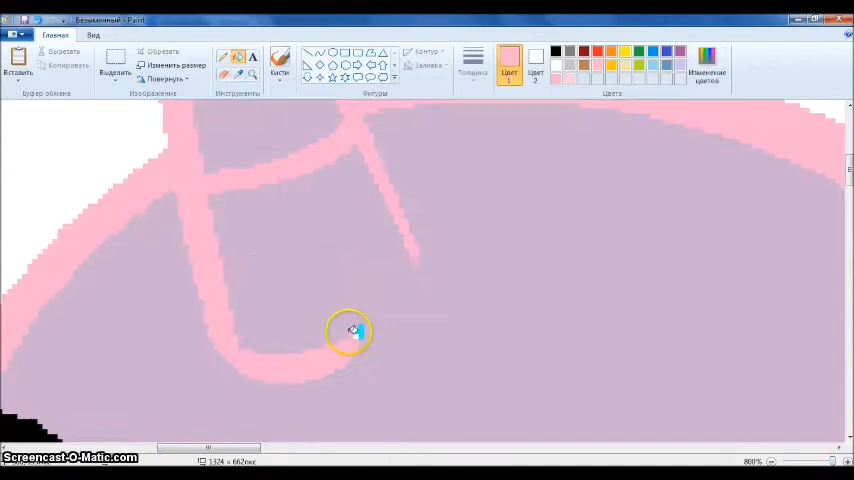 Безымянный - Paint
Главная Вид
Вставить
Вырезать
Копировать
Буфер обмена
Выделить
Обрезать
Изменить размер
Повернуть
Изображение
A
Инструменты
Кисти
Контур
Заливка
Фигуры
Толщина
Цвет 1
Цвет 2
Изменение цветов
Цвета
1324 × 662пкс
800%
Screencast-O-Matic.com